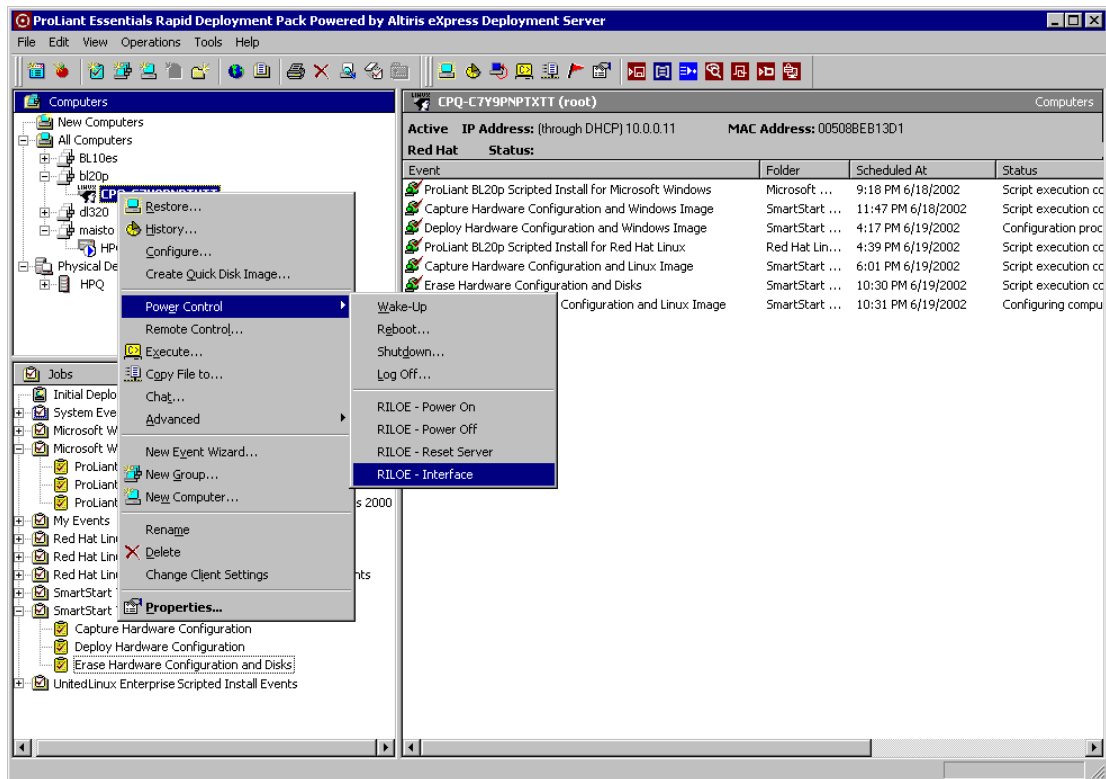 ProLiant Essentials Rapid Deployment Pack Powered by Altiris eXpress Deployment Server
File Edit View Operations Tools Help
Computers
New Computers
All Computers
BL10es
bl20p
dl320
maisto
Physical De
HPQ
Restore...
History...
Configure...
Create Quick Disk Image...
Power Control
Remote Control...
Execute...
Copy File to...
Chat...
Advanced
New Event Wizard...
New Group...
New Computer...
Rename
Delete
Change Client Settings
Properties...
Wake-Up
Reboot...
Shutdown...
Log Off...
RILOE - Power On
RILOE - Power Off
RILOE - Reset Server
RILOE - Interface
CPQ-C7Y9PNPTXTT (root) Computers
Active IP Address: (through DHCP) 10.0.0.11 MAC Address: 00508BEB13D1
Red Hat Status:
Event Folder Scheduled At Status
ProLiant BL20p Scripted Install for Microsoft Windows Microsoft ... 9:18 PM 6/18/2002 Script execution cc
Capture Hardware Configuration and Windows Image SmartStart ... 11:47 PM 6/18/2002 Script execution cc
Deploy Hardware Configuration and Windows Image SmartStart ... 4:17 PM 6/19/2002 Configuration proc
ProLiant BL20p Scripted Install for Red Hat Linux Red Hat Lin... 4:39 PM 6/19/2002 Script execution cc
Capture Hardware Configuration and Linux Image SmartStart ... 6:01 PM 6/19/2002 Script execution cc
Erase Hardware Configuration and Disks SmartStart ... 10:30 PM 6/19/2002 Script execution cc
Configuration and Linux Image SmartStart ... 10:31 PM 6/19/2002 Configuring compu
Jobs
Initial Deplo
System Eve
Microsoft W
Microsoft W
ProLiant
ProLiant
ProLiant s 2000
My Events
Red Hat Lin
Red Hat Lin
Red Hat Lin nts
SmartStart
SmartStart
Capture Hardware Configuration
Deploy Hardware Configuration
Erase Hardware Configuration and Disks
UnitedLinux Enterprise Scripted Install Events